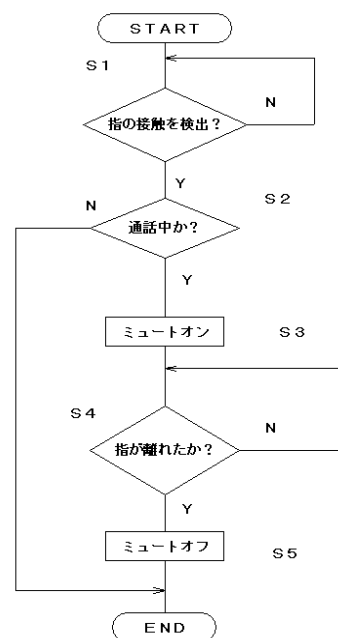 ＳＴＡＲＴ
Ｓ１
Ｎ
指の接触を検出？
Ｙ
Ｓ２
Ｎ
通話中か？
Ｙ
ミュートオン
Ｓ３
Ｓ４
Ｎ
指が離れたか？
Ｙ
ミュートオフ
Ｓ５
ＥＮＤ